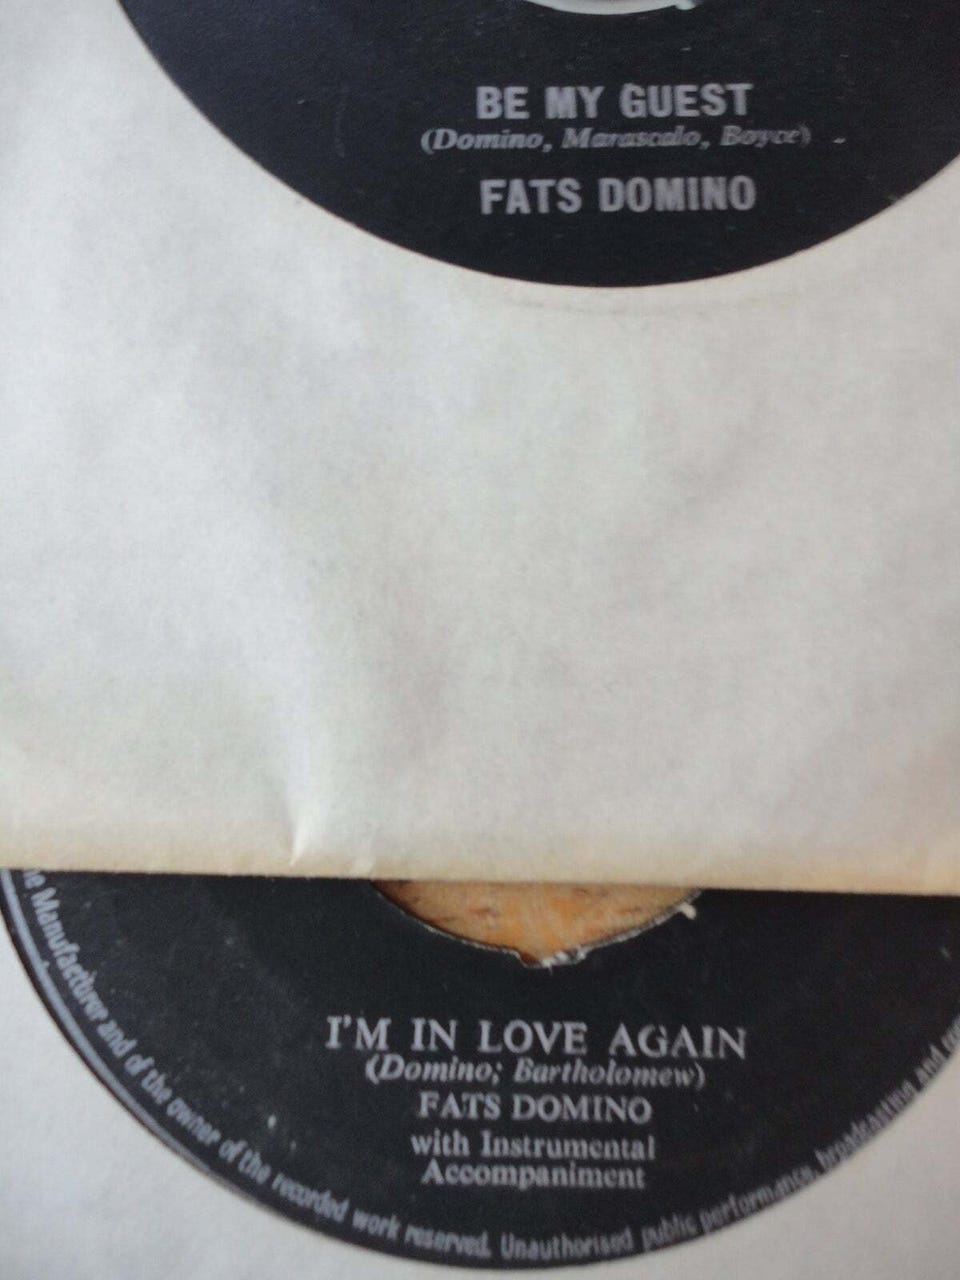 BE MY GUEST
(Domino, Marascalo, Boyce)
FATS DOMINO
I'M IN LOVE AGAIN
(Domino; Bartholomew)
FATS DOMINO
with Instrumental
Accompaniment
Manufacturer and of the owner of the recorded work reserved. Unauthorised public performance, broadcasting and